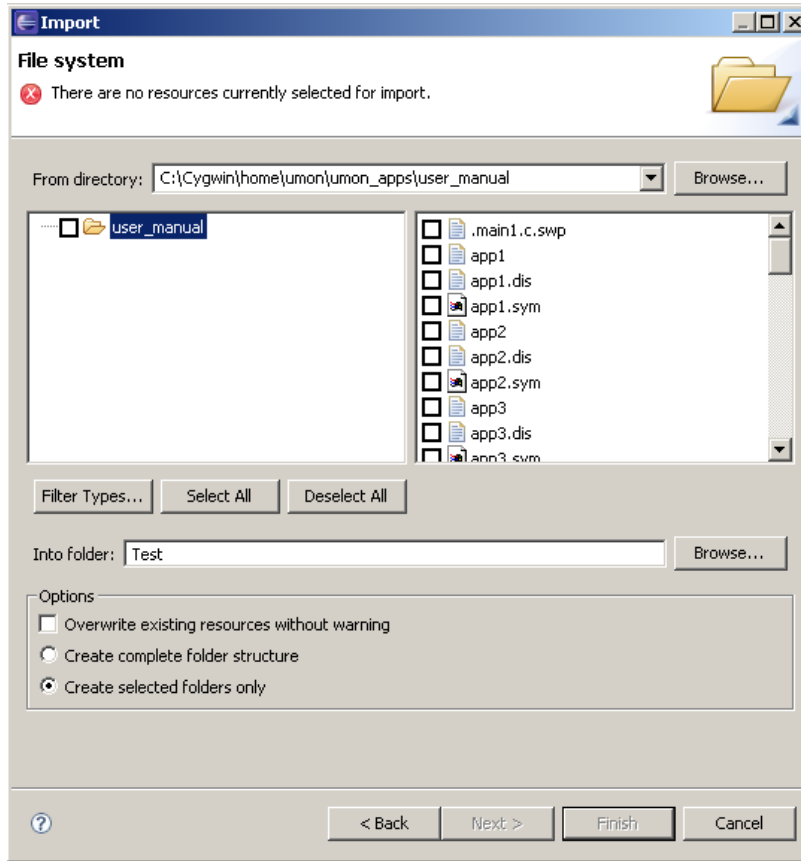 Import
File system
There are no resources currently selected for import.
From directory: C:\Cygwin\home\umon\umon_apps\user_manual Browse...
user_manual
.main1.c.swp
app1
app1.dis
app1.sym
app2
app2.dis
app2.sym
app3
app3.dis
app3.sym
Filter Types... Select All Deselect All
Into folder: Test Browse...
Options
Overwrite existing resources without warning
Create complete folder structure
Create selected folders only
? < Back Next > Finish Cancel